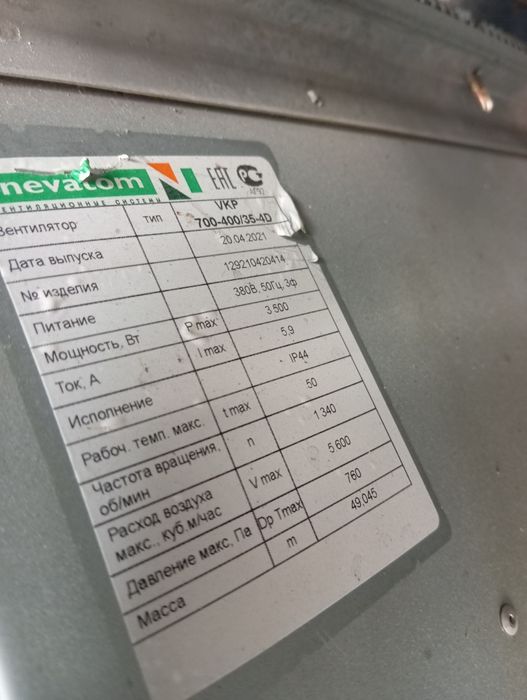 nevatom
ВЕНТИЛЯЦИОННЫЕ СИСТЕМЫ
EAC
Вентилятор тип VKP 700-400/35-4D
Дата выпуска 20.04.2021
№ изделия 129210420414
Питание 380В, 50Гц, 3ф
Мощность, Вт P max 3 500
Ток, А I max 5,9
Исполнение IP44
Рабоч. темп. макс. t max 50
Частота вращения, об/мин n 1 340
Расход воздуха макс., куб.м/час V max 5 600
Давление макс, Па Dp Tmax 760
Масса m 49,045